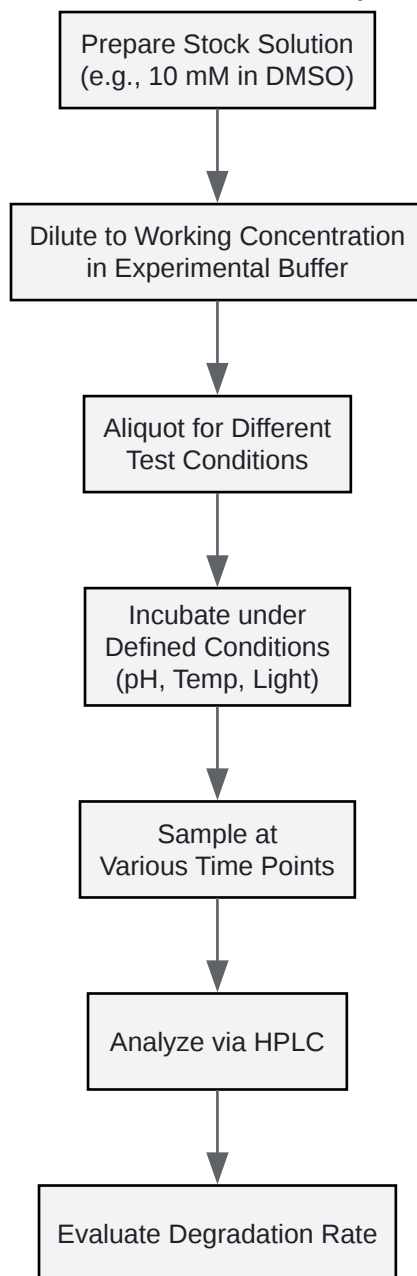 Prepare Stock Solution
(e.g., 10 mM in DMSO)
Dilute to Working Concentration
in Experimental Buffer
Aliquot for Different
Test Conditions
Incubate under
Defined Conditions
(pH, Temp, Light)
Sample at
Various Time Points
Analyze via HPLC
Evaluate Degradation Rate